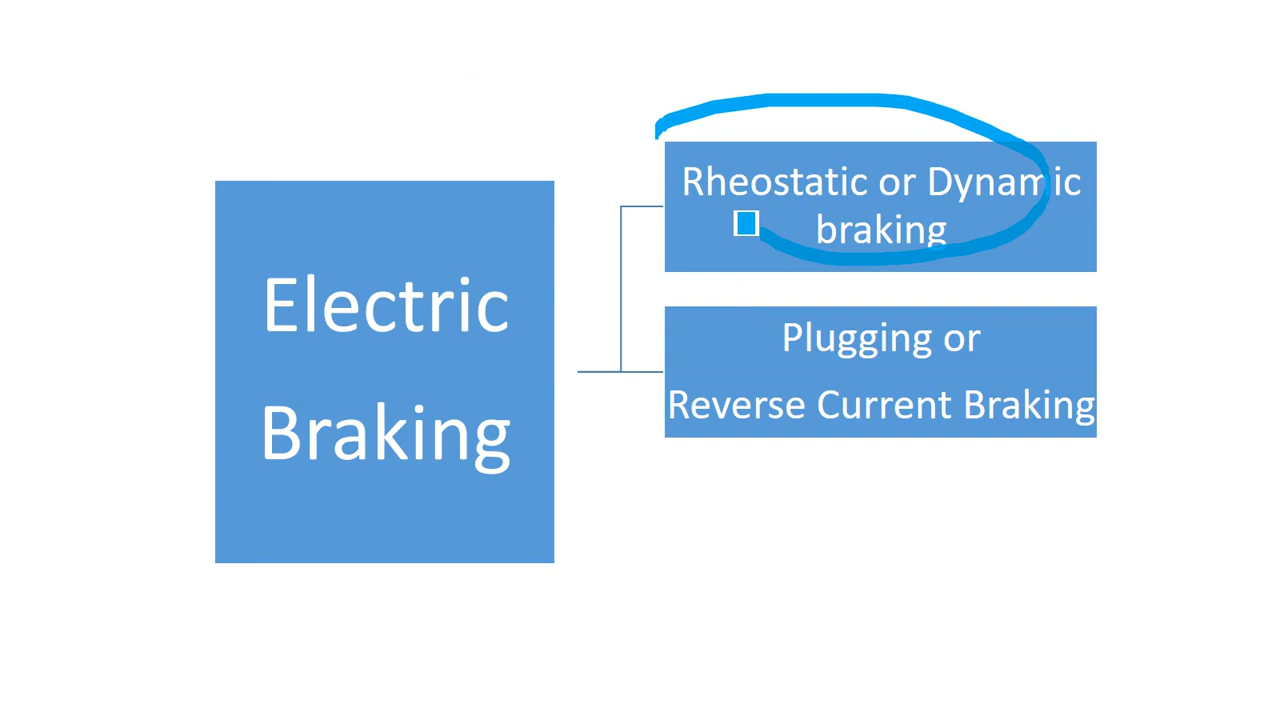 Electric
Braking
Rheostatic or Dynamic
braking
Plugging or
Reverse Current Braking